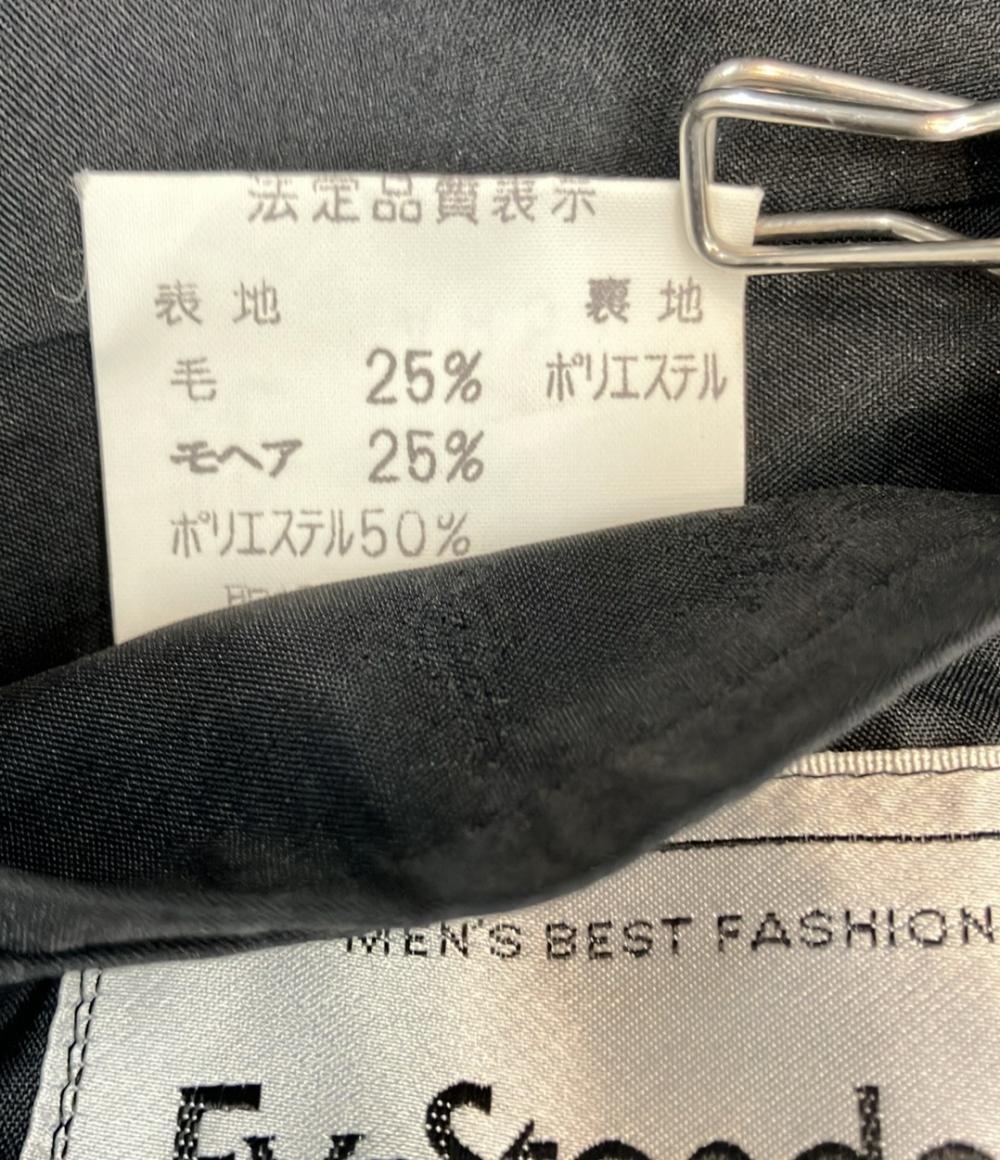 法定品質表示
表地 裏地
毛 25% ポリエステル
モヘア 25%
ポリエステル50%
MEN'S BEST FASHION